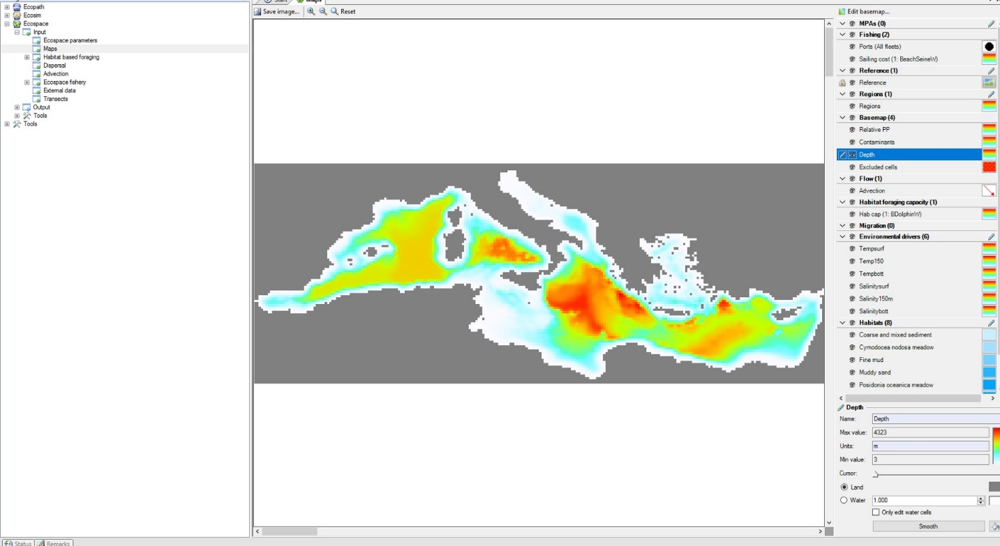 Start
Maps
Ecopath
Ecosim
Ecospace
Input
Ecospace parameters
Maps
Habitat based foraging
Dispersal
Advection
Ecospace fishery
External data
Transects
Output
Tools
Tools
Save image...
Reset
Edit basemap...
MPAs (0)
Fishing (2)
Ports (All fleets)
Sailing cost (1: BeachSeineW)
Reference (1)
Reference
Regions (1)
Regions
Basemap (4)
Relative PP
Contaminants
Depth
Excluded cells
Flow (1)
Advection
Habitat foraging capacity (1)
Hab cap (1: BDolphinW)
Migration (0)
Environmental drivers (6)
Tempsurf
Temp150
Tempbott
Salinitysurf
Salinity150m
Salinitybott
Habitats (8)
Coarse and mixed sediment
Cymodocea nodosa meadow
Fine mud
Muddy sand
Posidonia oceanica meadow
Depth
Name: Depth
Max value: 4323
Units: m
Min value: 3
Cursor:
Land
Water 1.000
Only edit water cells
Smooth
Status
Remarks